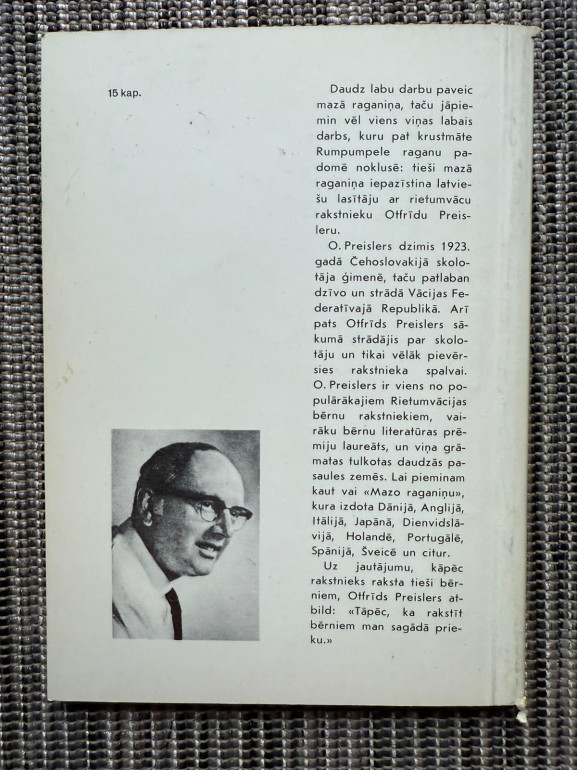 15 kap.
Daudz labu darbu paveic
mazā raganiņa, taču jāpie-
min vēl viens viņas labais
darbs, kuru pat krustmāte
Rumpumpele raganu pa-
domē noklusē: tieši mazā
raganiņa iepazīstina latvie-
šu lasītāju ar rietumvācu
rakstnieku Otfrīdu Preis-
leru.
O. Preislers dzimis 1923.
gadā Čehoslovakijā skolo-
tāja ģimenē, taču patlaban
dzīvo un strādā Vācijas Fe-
deratīvajā Republikā. Arī
pats Otfrīds Preislers sā-
kumā strādājis par skolo-
tāju un tikai vēlāk pievēr-
sies rakstnieka spalvai.
O. Preislers ir viens no po-
pulārākajiem Rietumvācijas
bērnu rakstniekiem, vai-
rāku bērnu literatūras prē-
miju laureāts, un viņa grā-
matas tulkotas daudzās pa-
saules zemēs. Lai pieminam
kaut vai «Mazo raganiņu»,
kura izdota Dānijā, Anglijā,
Itālijā, Japānā, Dienvidslā-
vijā, Holandē, Portugālē,
Spānijā, Šveicē un citur.
Uz jautājumu, kāpēc
rakstnieks raksta tieši bēr-
niem, Otfrīds Preislers at-
bild: «Tāpēc, ka rakstīt
bērniem man sagādā prie-
ku.»